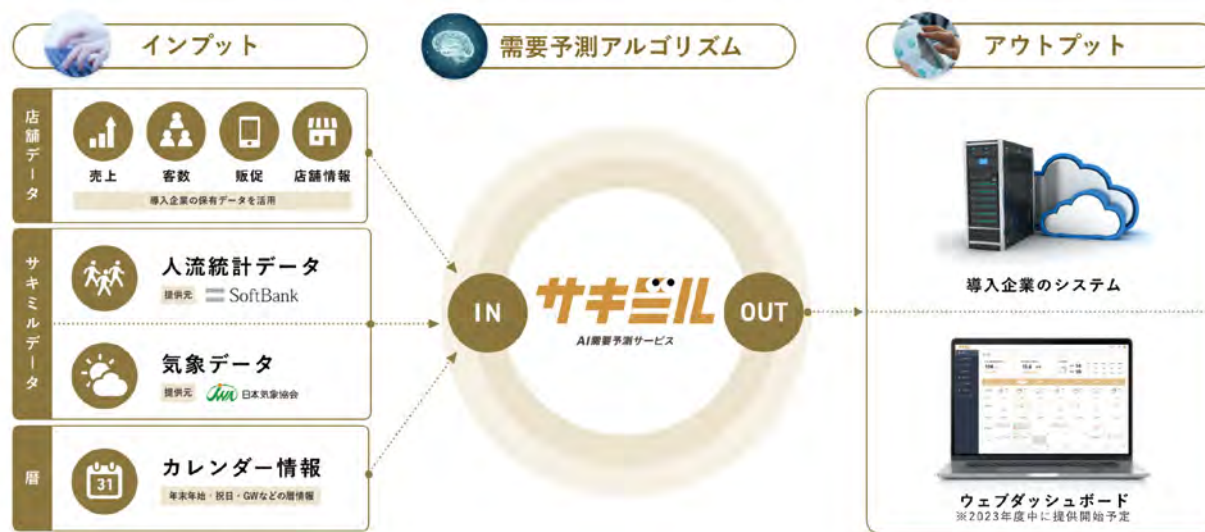 インプット
需要予測アルゴリズム
アウトプット
店舗データ
売上
客数
販促
店舗情報
導入企業の保有データを活用
サキミルデータ
人流統計データ
提供元 SoftBank
気象データ
提供元 日本気象協会
暦
31
カレンダー情報
年末年始・祝日・GWなどの暦情報
IN
サキミル
AI需要予測サービス
OUT
導入企業のシステム
ウェブダッシュボード
※2023年度中に提供開始予定